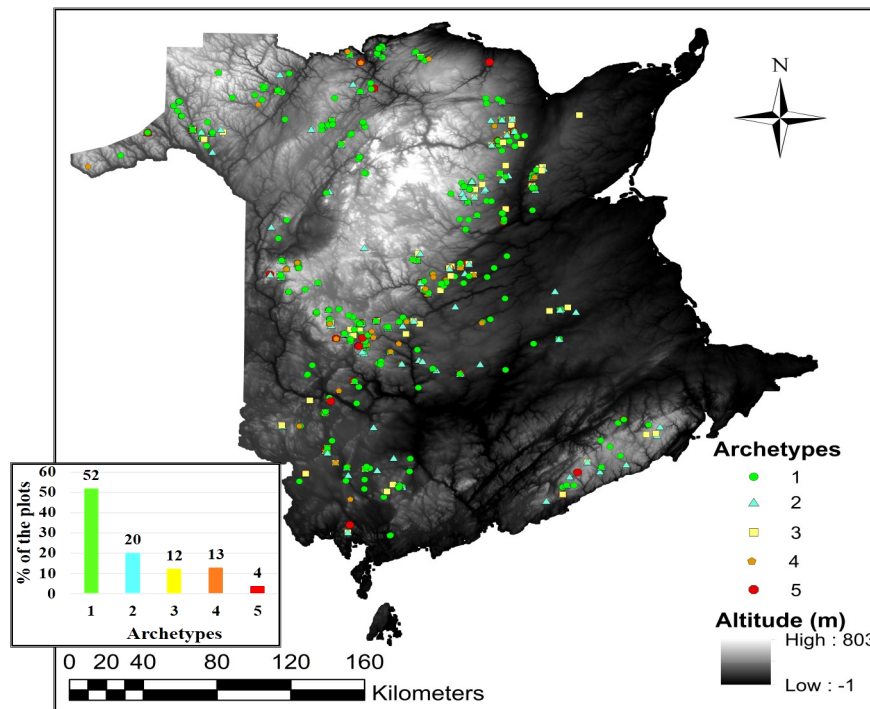 N
Archetypes
1
2
3
4
5
Altitude (m)
High : 803
Low : -1
% of the plots
60
50
40
30
20
10
0
52
20
12
13
4
1 2 3 4 5
Archetypes
0 20 40 80 120 160
Kilometers